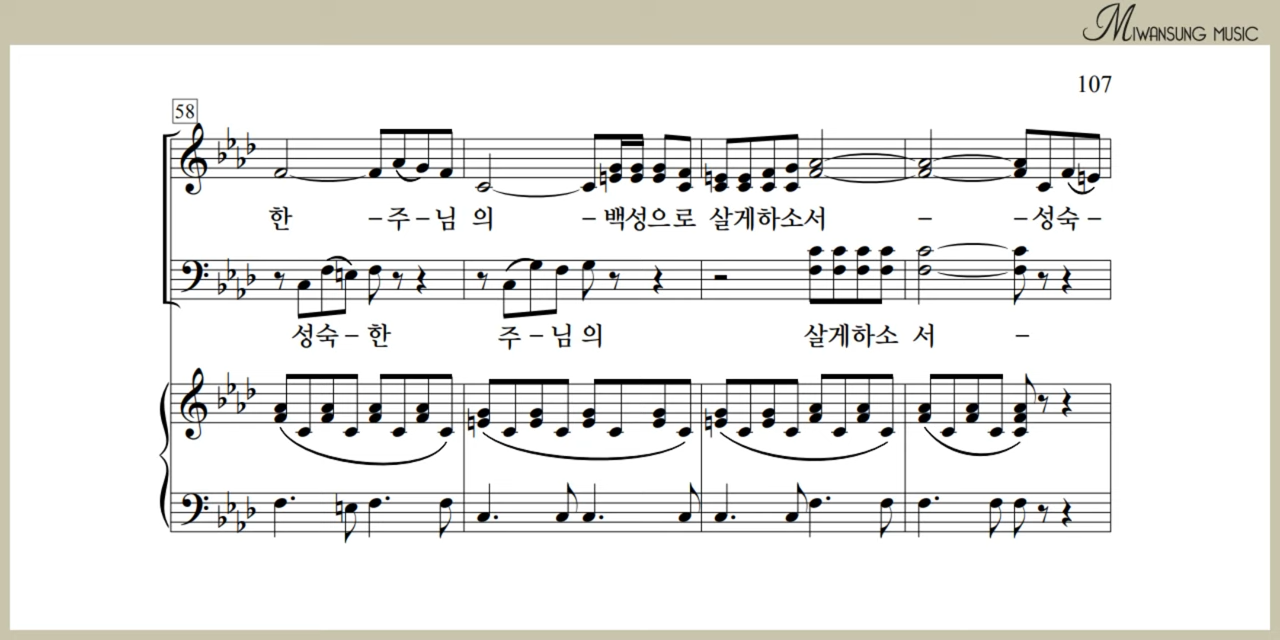 MIWANSUNG MUSIC
107
58
한 – 주 – 님 의 – 백성으로 살게하소서 – – 성숙 –
성숙 – 한 주 – 님 의 살게하소 서 –